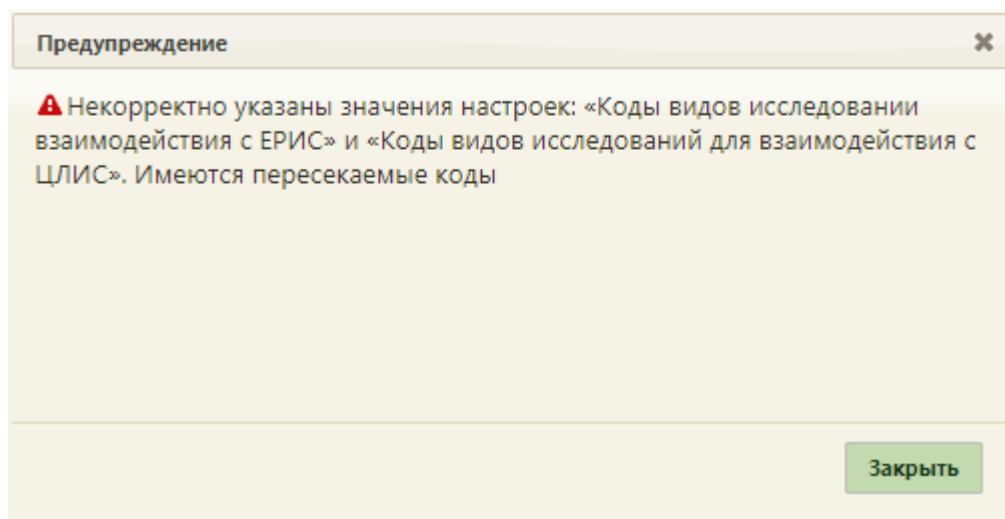 Предупреждение
Некорректно указаны значения настроек: «Коды видов исследовании
взаимодействия с ЕРИС» и «Коды видов исследований для взаимодействия с
ЦЛИС». Имеются пересекаемые коды
Закрыть